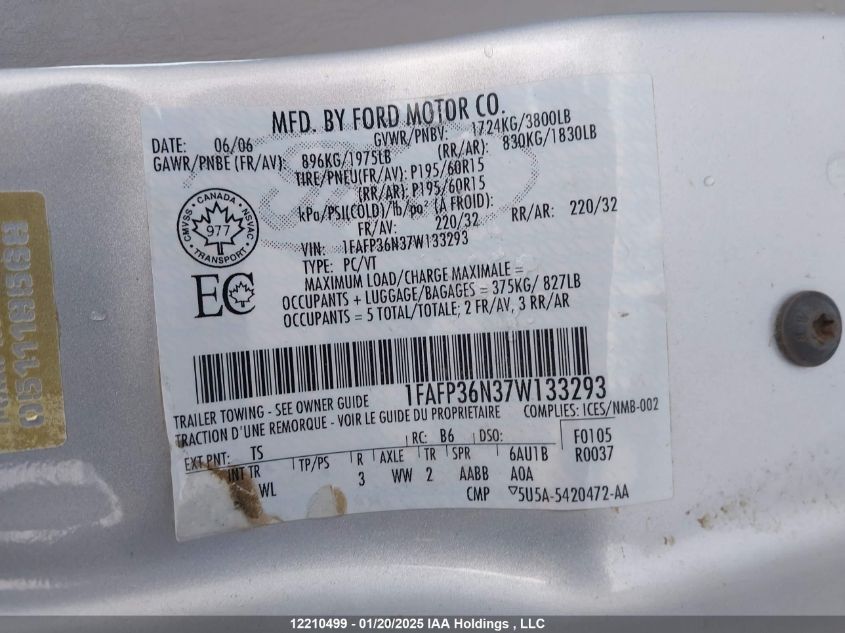 MFD. BY FORD MOTOR CO.
DATE: 06/06 GVWR/PNBV: 1724KG/3800LB
GAWR/PNBE (FR/AV): 896KG/1975LB (RR/AR): 830KG/1830LB
TIRE/PNEU(FR/AV): P195/60R15
(RR/AR): P195/60R15
kPa/PSI(COLD)/lb/po² (À FROID):
FR/AV: 220/32 RR/AR: 220/32
VIN: 1FAFP36N37W133293
TYPE: PC/VT
MAXIMUM LOAD/CHARGE MAXIMALE =
OCCUPANTS + LUGGAGE/BAGAGES = 375KG/ 827LB
OCCUPANTS = 5 TOTAL/TOTALE; 2 FR/AV, 3 RR/AR
CANADA
CMVSS NSVAC
977
TRANSPORT
EC
1FAFP36N37W133293
TRAILER TOWING - SEE OWNER GUIDE COMPLIES: ICES/NMB-002
TRACTION D'UNE REMORQUE - VOIR LE GUIDE DU PROPRIETAIRE
RC: B6 DSO: F0105
EXT PNT: TS R0037
INT TR TP/PS R AXLE TR SPR 6AU1B
WL 3 WW 2 AABB A0A
CMP ▽5U5A-5420472-AA
12210499 - 01/20/2025 IAA Holdings , LLC